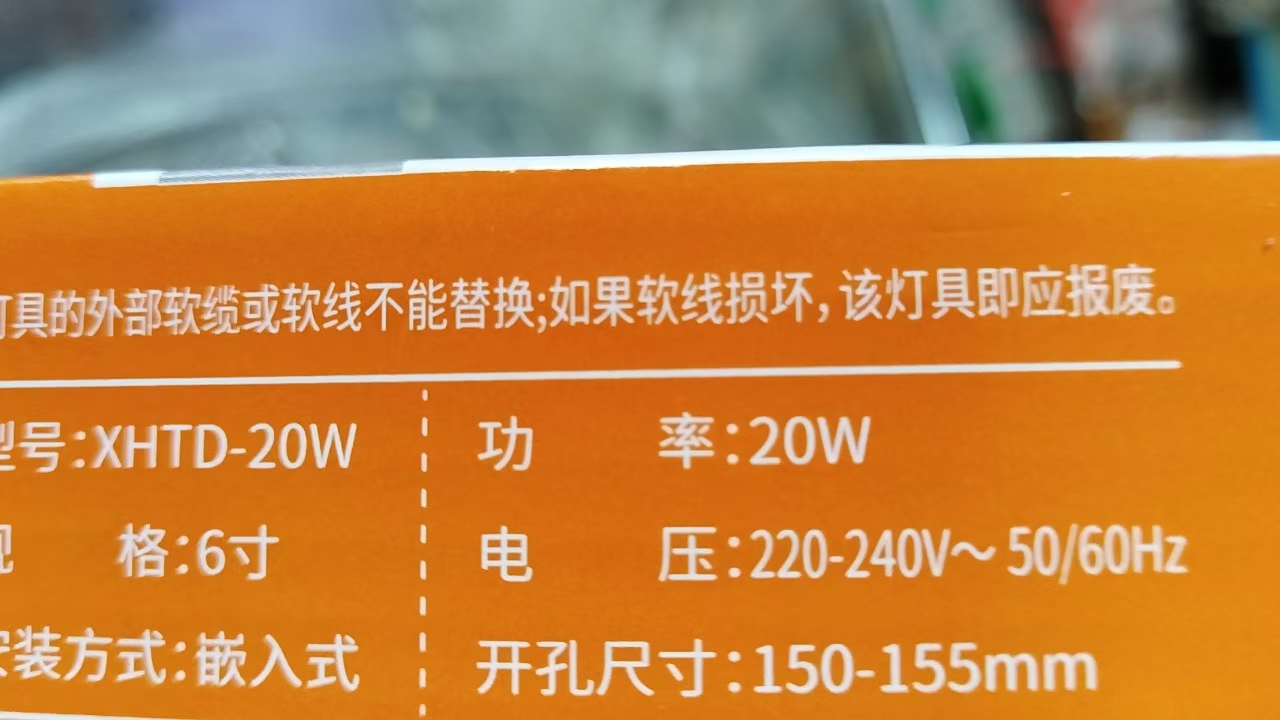 灯具的外部软缆或软线不能替换;如果软线损坏,该灯具即应报废。
型号:XHTD-20W
功 率:20W
规 格:6寸
电 压:220-240V～ 50/60Hz
安装方式:嵌入式
开孔尺寸:150-155mm